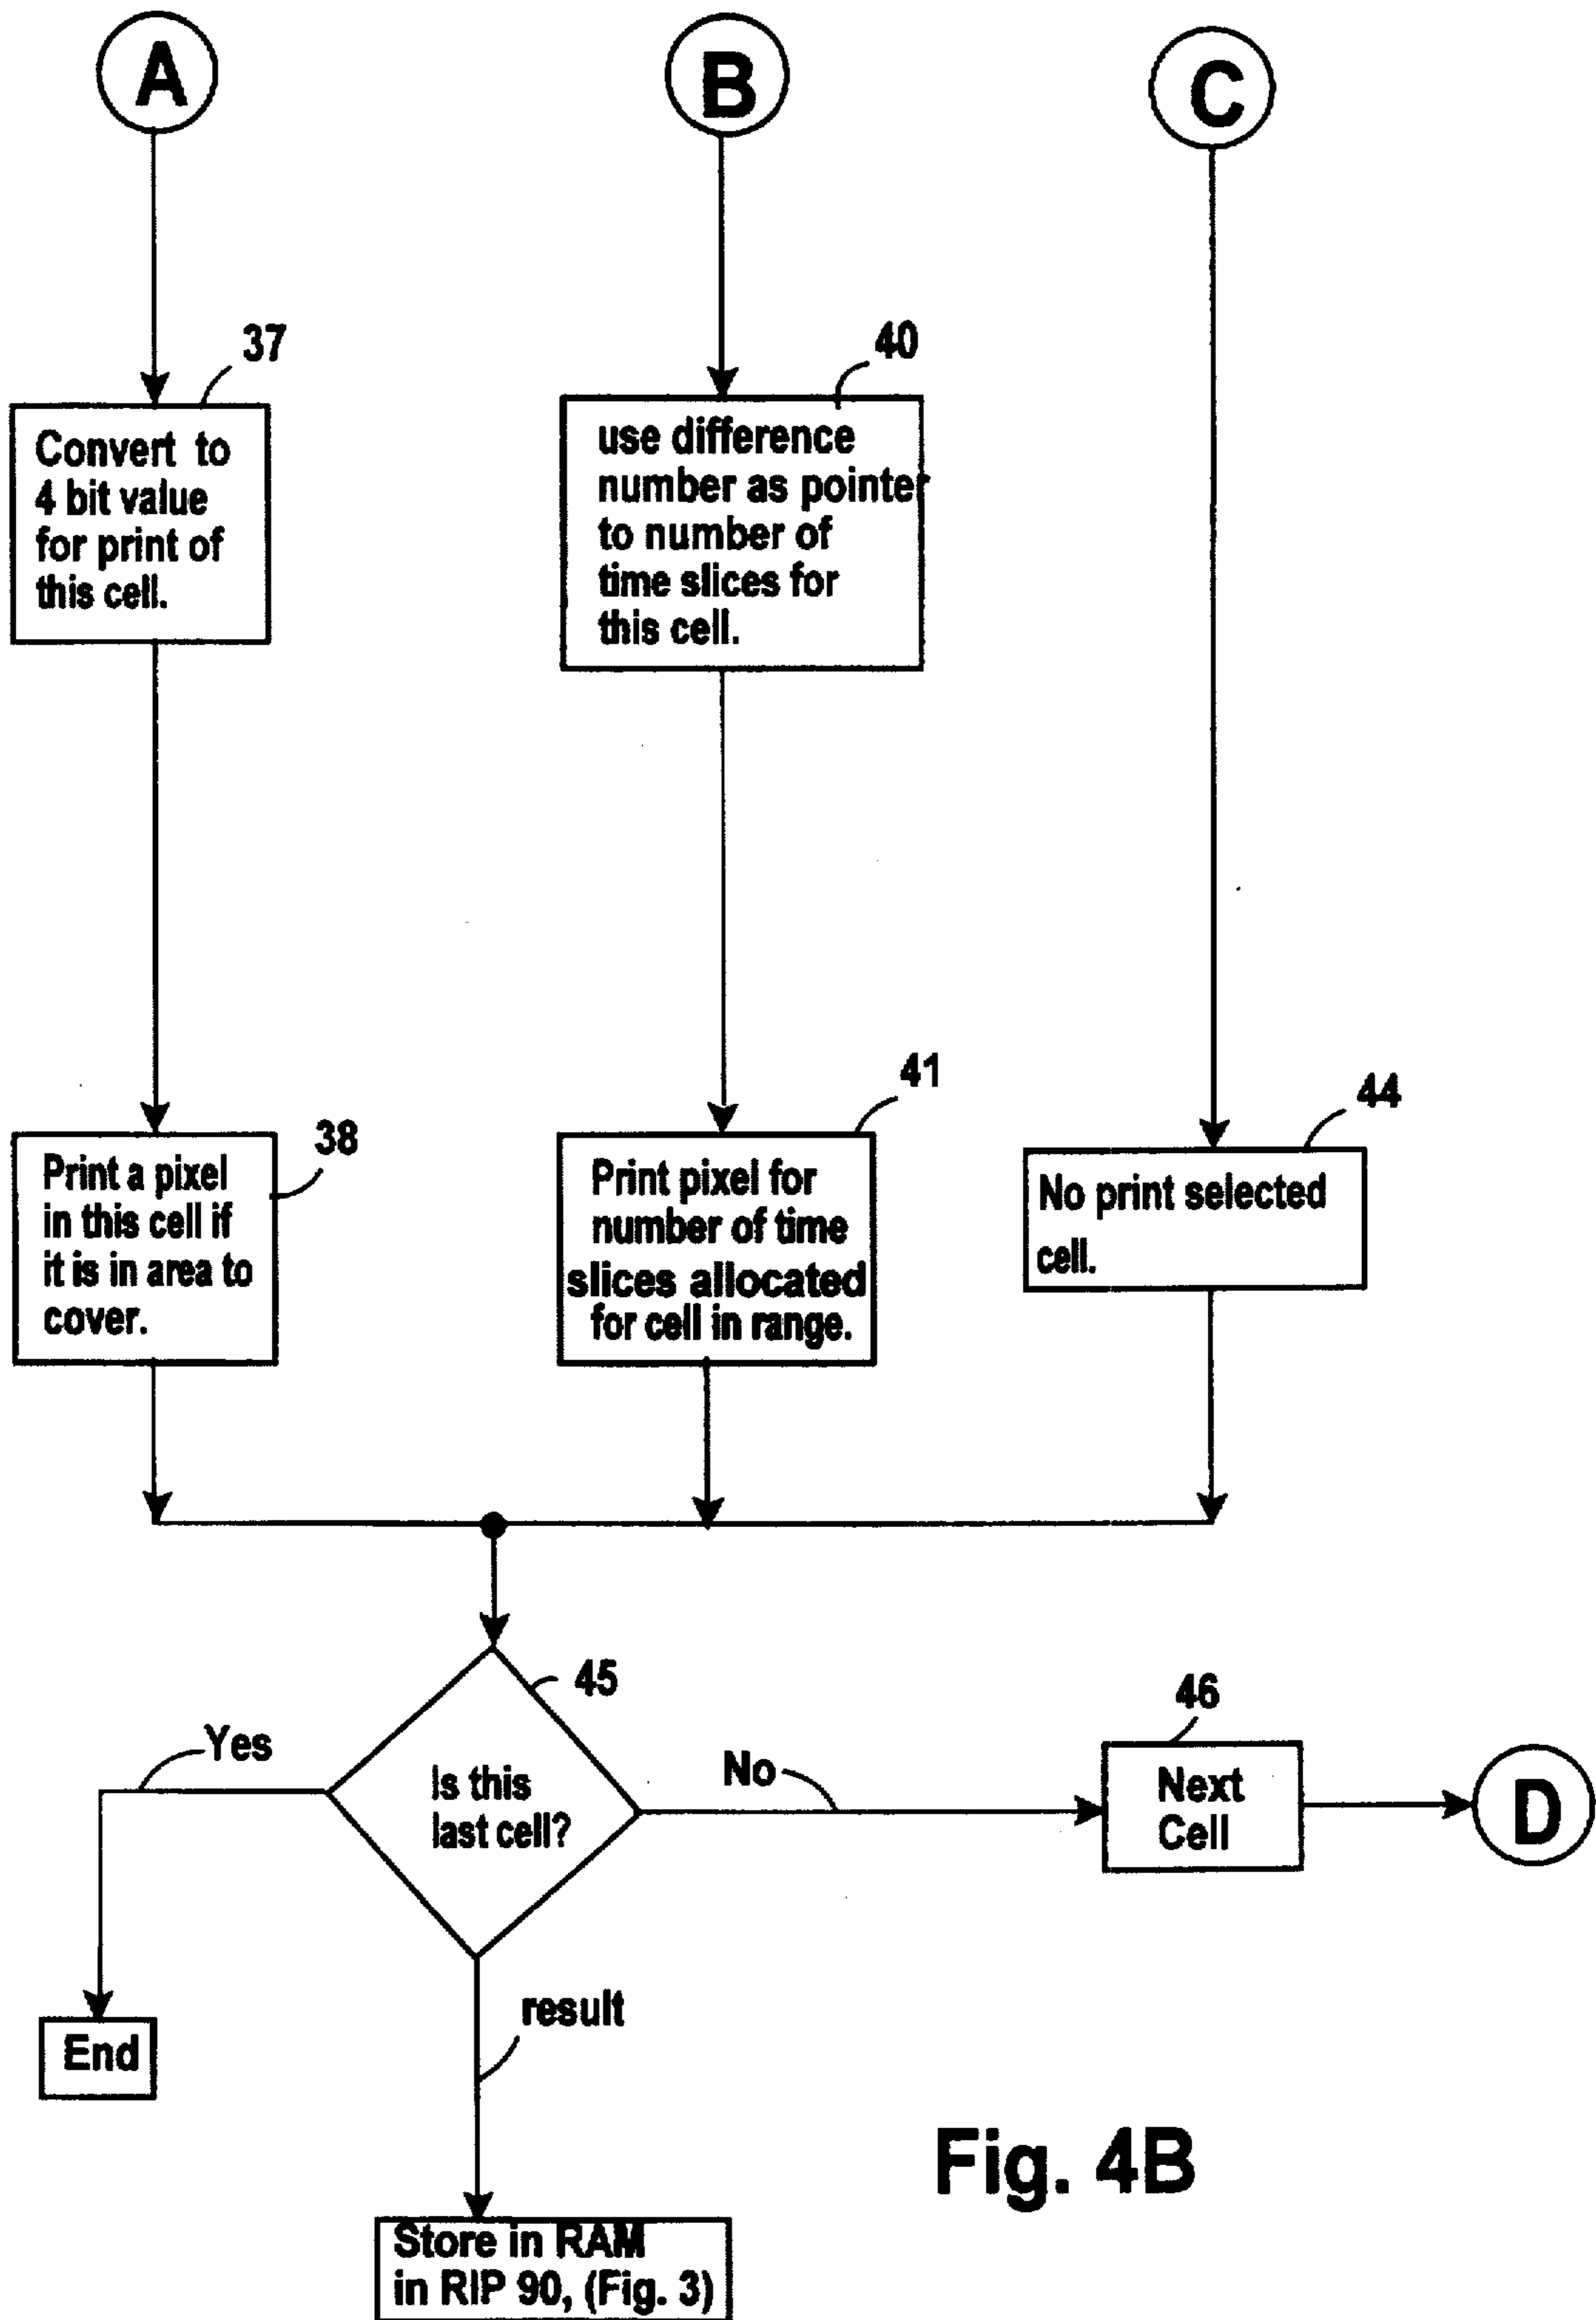 A
B
C
37
Convert to
4 bit value
for print of
this cell.
40
use difference
number as pointer
to number of
time slices for
this cell.
38
Print a pixel
in this cell if
it is in area to
cover.
41
Print pixel for
number of time
slices allocated
for cell in range.
44
No print selected
cell.
45
Is this
last cell?
Yes
No
46
Next
Cell
D
End
result
Store in RAM
in RIP 90, (Fig. 3)
Fig. 4B